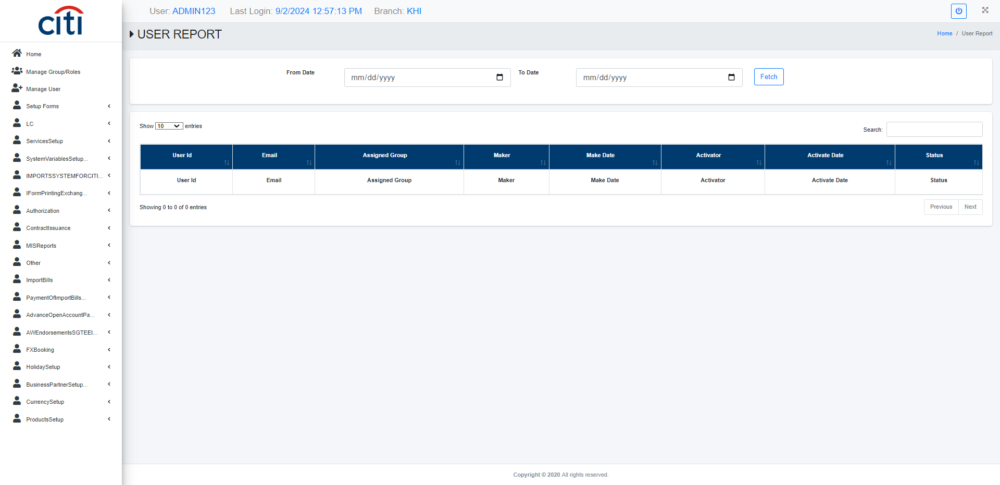 citi
User: ADMIN123 Last Login: 9/2/2024 12:57:13 PM Branch: KHI
USER REPORT
Home / User Report
Home
Manage Group/Roles
Manage User
Setup Forms
LC
ServicesSetup
SystemVariablesSetup...
IMPORTSSYSTEMFORCITI...
IFormPrintingExchang...
Authorization
ContractIssuance
MISReports
Other
ImportBills
PaymentOfImportBills...
AdvanceOpenAccountPa...
AWEndorsementsSGTEEI...
FXBooking
HolidaySetup
BusinessPartnerSetup...
CurrencySetup
ProductsSetup
From Date mm/dd/yyyy To Date mm/dd/yyyy Fetch
Show 10 entries
Search:
User Id Email Assigned Group Maker Make Date Activator Activate Date Status
User Id Email Assigned Group Maker Make Date Activator Activate Date Status
Showing 0 to 0 of 0 entries
Previous Next
Copyright © 2020 All rights reserved.